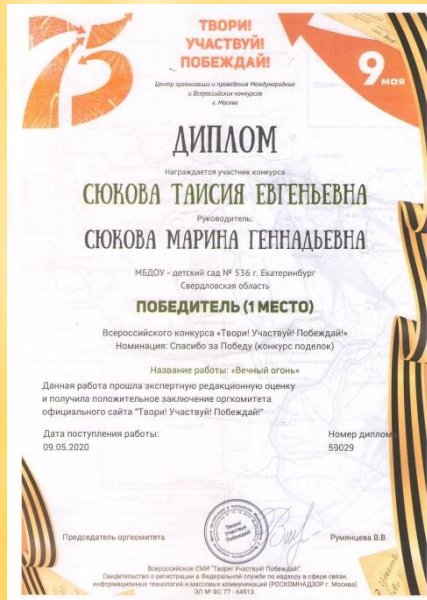 75
ТВОРИ!
УЧАСТВУЙ!
ПОБЕЖДАЙ!
9 мая
Центр организации и проведения Международных
и Всероссийских конкурсов
г. Москва
ДИПЛОМ
Награждается участник конкурса
СЮКОВА ТАИСИЯ ЕВГЕНЬЕВНА
Руководитель:
СЮКОВА МАРИНА ГЕННАДЬЕВНА
МБДОУ - детский сад № 536 г. Екатеринбург
Свердловская область
ПОБЕДИТЕЛЬ (1 МЕСТО)
Всероссийского конкурса «Твори! Участвуй! Побеждай!»
Номинация: Спасибо за Победу (конкурс поделок)
Название работы: «Вечный огонь»
Данная работа прошла экспертную редакционную оценку
и получила положительное заключение оргкомитета
официального сайта "Твори! Участвуй! Побеждай!"
Дата поступления работы:
09.05.2020
Номер диплома
59029
Твори!
Участвуй!
Побеждай!
Председатель оргкомитета
Румянцева В.В.
Всероссийское СМИ "Твори! Участвуй! Побеждай!".
Свидетельство о регистрации в Федеральной службе по надзору в сфере связи,
информационных технологий и массовых коммуникаций (РОСКОМНАДЗОР г. Москва)
ЭЛ № ФС 77 - 64913.